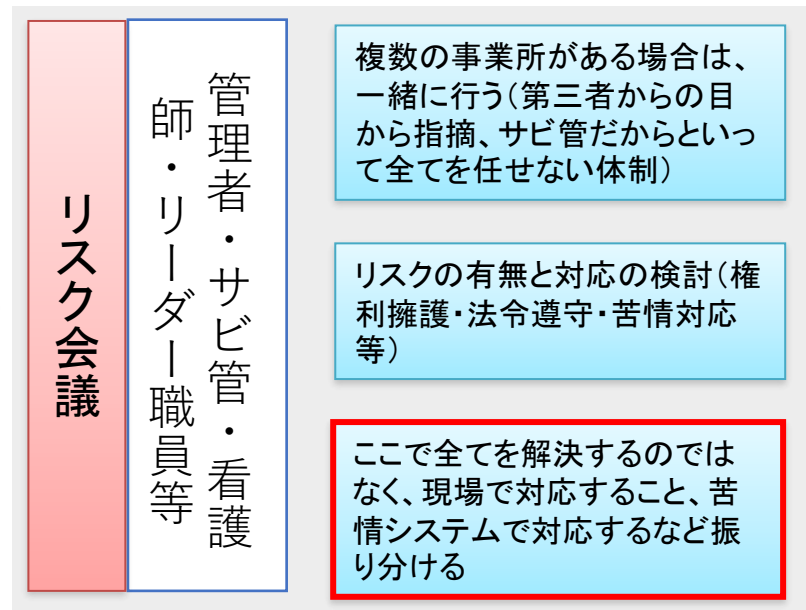 リスク会議
管理者・サビ管・看護
師・リーダー職員等
複数の事業所がある場合は、
一緒に行う(第三者からの目
から指摘、サビ管だからといっ
て全てを任せない体制)
リスクの有無と対応の検討(権
利擁護・法令遵守・苦情対応
等)
ここで全てを解決するのでは
なく、現場で対応すること、苦
情システムで対応するなど振
り分ける